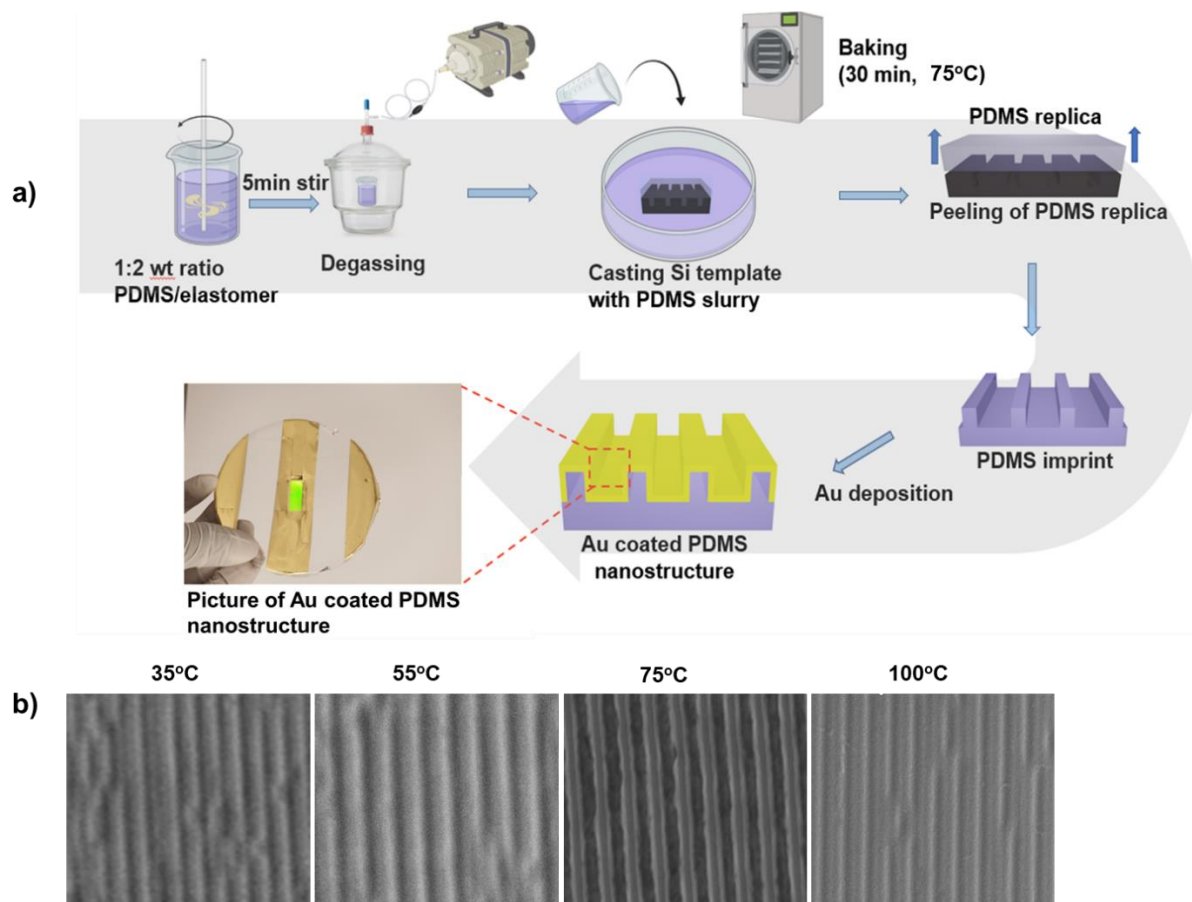 a)
Baking
(30 min, 75°C)
PDMS replica
5min stir
Peeling of PDMS replica
Degassing
1:2 wt ratio
PDMS/elastomer
Casting Si template
with PDMS slurry
PDMS imprint
Au deposition
Au coated PDMS
nanostructure
Picture of Au coated PDMS
nanostructure
b)
35°C
55°C
75°C
100°C